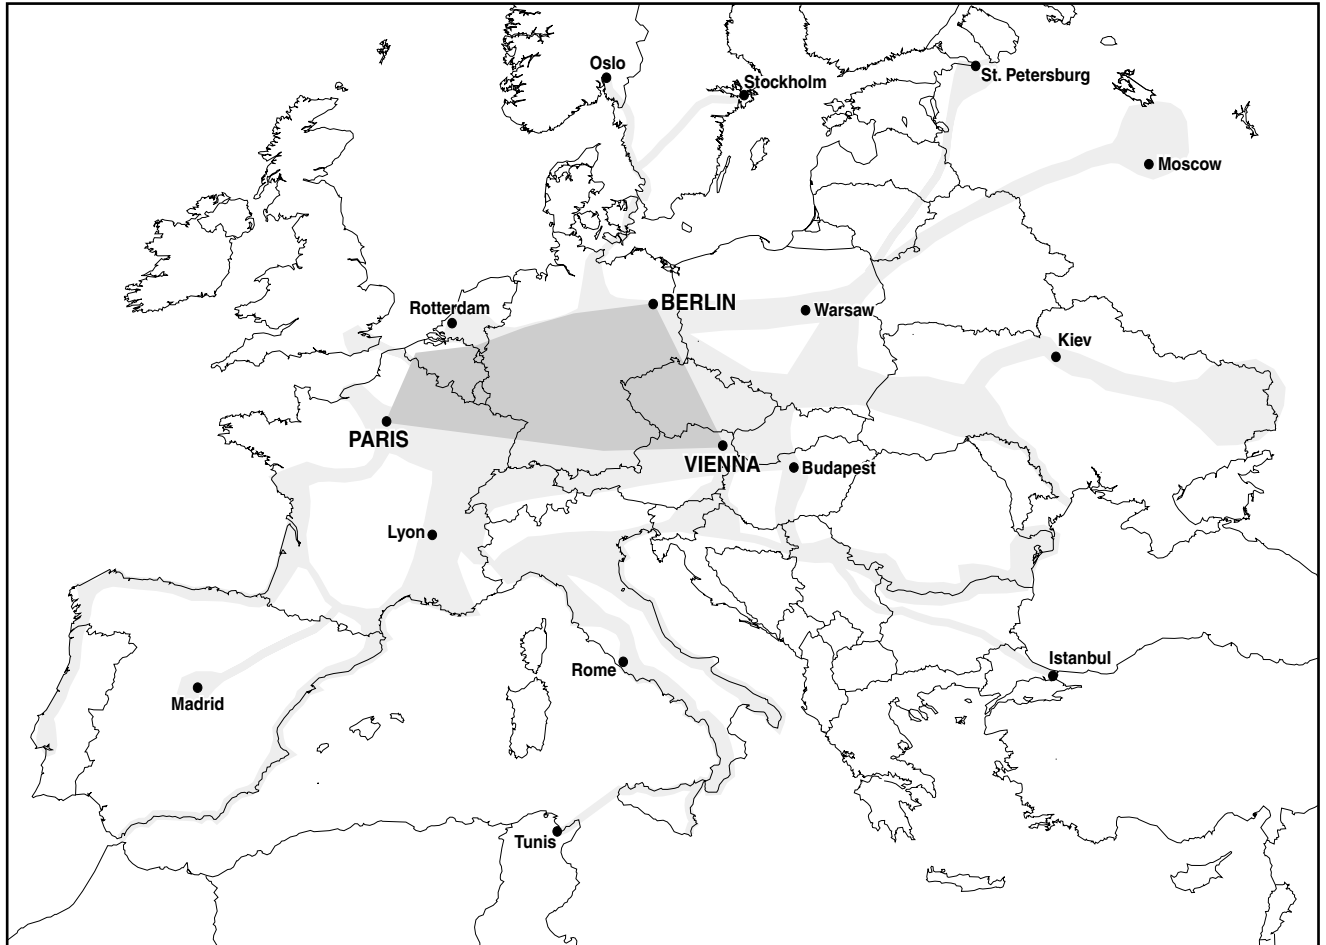 Oslo
Stockholm
St. Petersburg
Moscow
Rotterdam
BERLIN
Warsaw
Kiev
PARIS
VIENNA
Budapest
Lyon
Istanbul
Rome
Madrid
Tunis